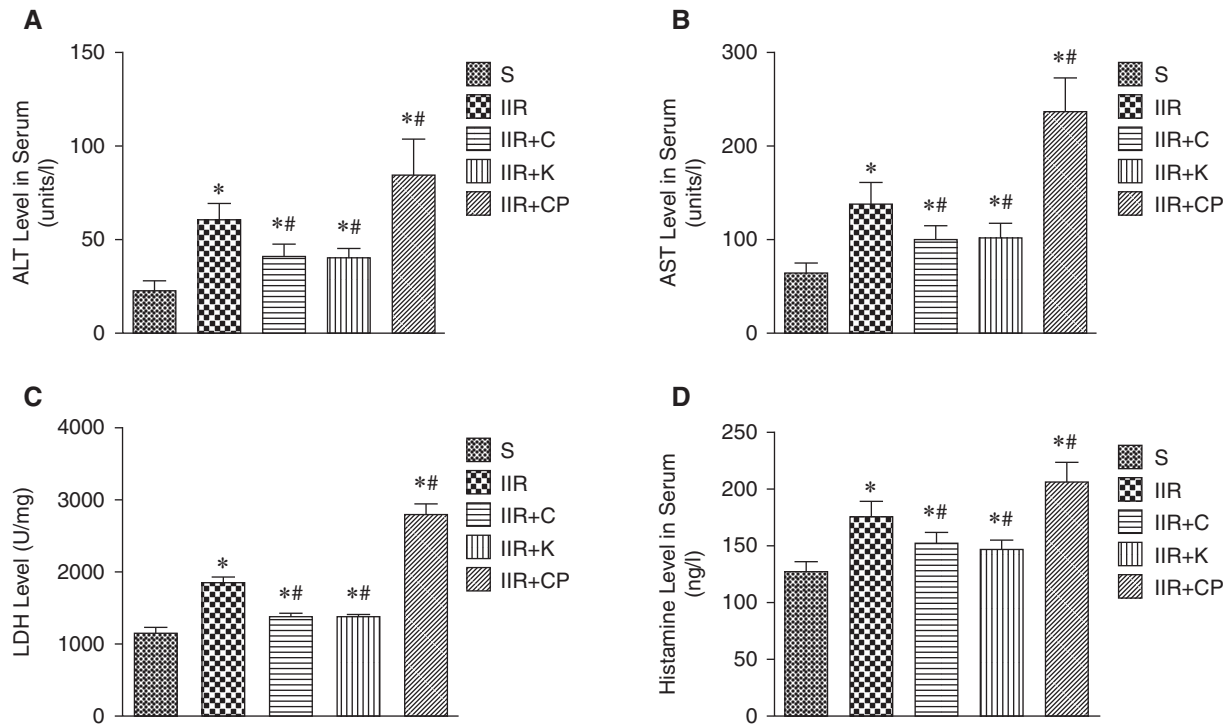 A
ALT Level in Serum
(units/l)
150
100
50
0
*
*#
*#
*#
S
IIR
IIR+C
IIR+K
IIR+CP
B
AST Level in Serum
(units/l)
300
200
100
0
*
*#
*#
*#
S
IIR
IIR+C
IIR+K
IIR+CP
C
LDH Level (U/mg)
4000
3000
2000
1000
0
*
*#
*#
*#
S
IIR
IIR+C
IIR+K
IIR+CP
D
Histamine Level in Serum
(ng/l)
250
200
150
100
50
0
*
*#
*#
*#
S
IIR
IIR+C
IIR+K
IIR+CP